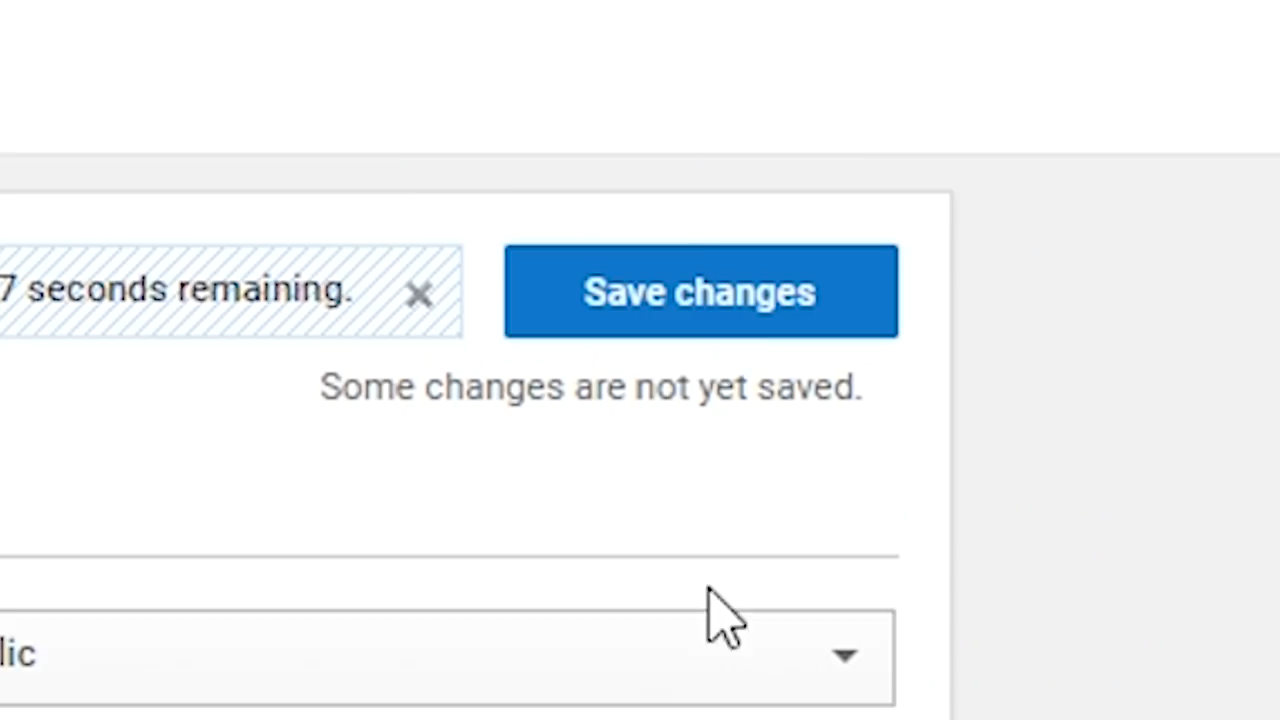 7 seconds remaining.
Save changes
Some changes are not yet saved.
lic